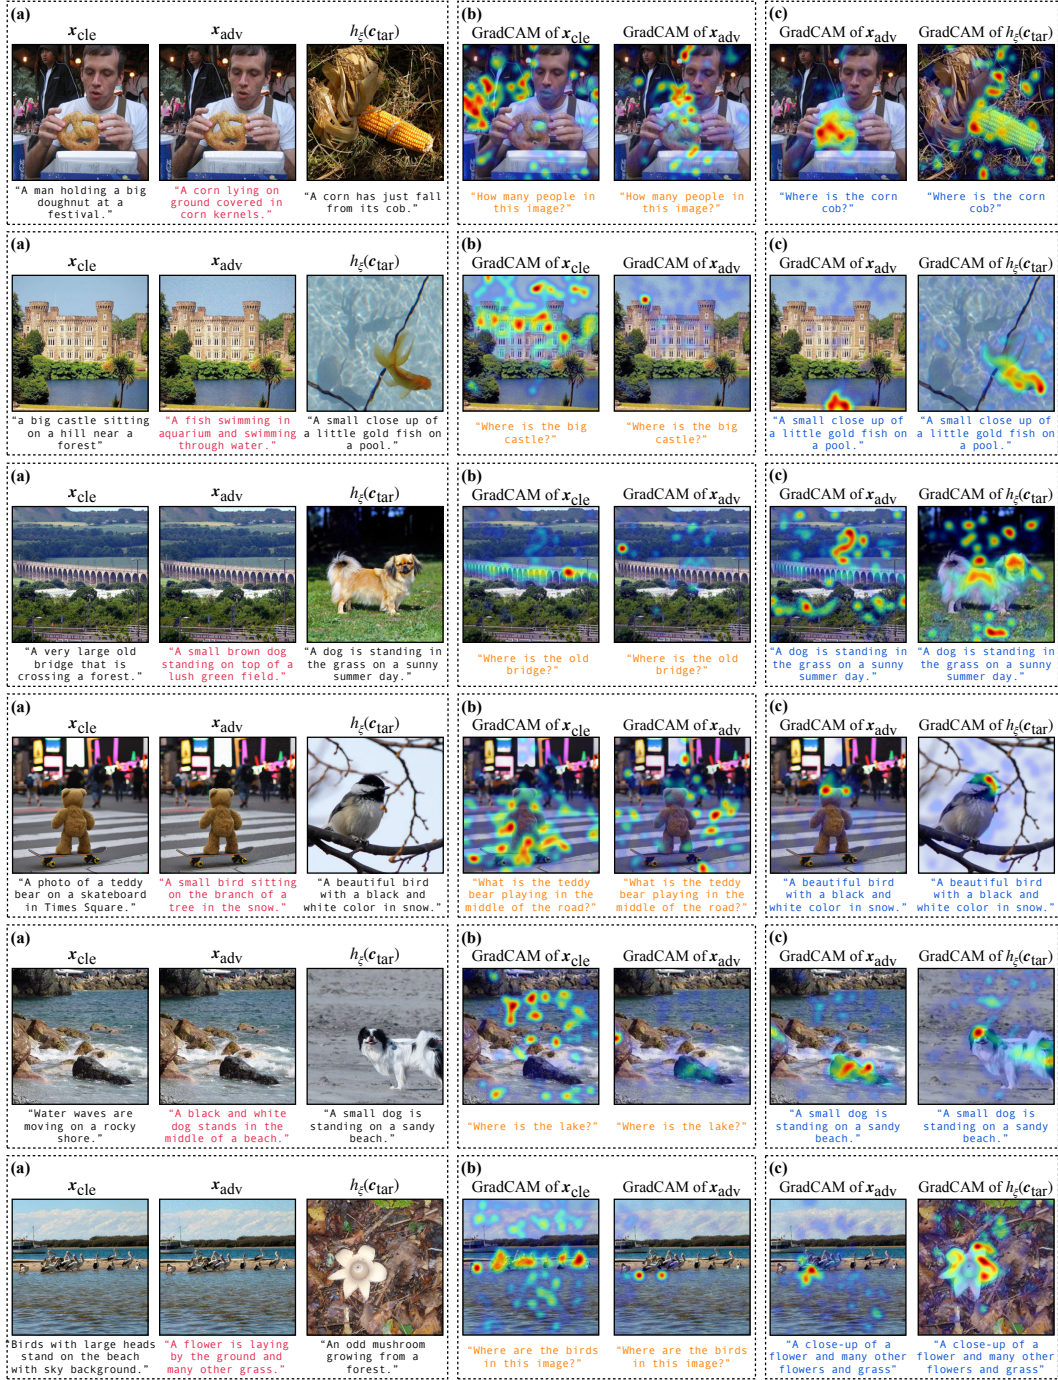 (a)
x_cle
x_adv
h_ξ(c_tar)
“A man holding a big
doughnut at a
festival.”
“A corn lying on
ground covered in
corn kernels.”
“A corn has just fall
from its cob.”
(b)
GradCAM of x_cle
GradCAM of x_adv
“How many people in
this image?”
“How many people in
this image?”
(c)
GradCAM of x_adv
GradCAM of h_ξ(c_tar)
“Where is the corn
cob?”
“Where is the corn
cob?”
(a)
x_cle
x_adv
h_ξ(c_tar)
“a big castle sitting
on a hill near a
forest”
“A fish swimming in
aquarium and swimming
through water.”
“A small close up of
a little gold fish on
a pool.”
(b)
GradCAM of x_cle
GradCAM of x_adv
“Where is the big
castle?”
“Where is the big
castle?”
(c)
GradCAM of x_adv
GradCAM of h_ξ(c_tar)
“A small close up of
a little gold fish on
a pool.”
“A small close up of
a little gold fish on
a pool.”
(a)
x_cle
x_adv
h_ξ(c_tar)
“A very large old
bridge that is
crossing a forest.”
“A small brown dog
standing on top of a
lush green field.”
“A dog is standing in
the grass on a sunny
summer day.”
(b)
GradCAM of x_cle
GradCAM of x_adv
“Where is the old
bridge?”
“Where is the old
bridge?”
(c)
GradCAM of x_adv
GradCAM of h_ξ(c_tar)
“A dog is standing in
the grass on a sunny
summer day.”
“A dog is standing in
the grass on a sunny
summer day.”
(a)
x_cle
x_adv
h_ξ(c_tar)
“A photo of a teddy
bear on a skateboard
in Times Square.”
“A small bird sitting
on the branch of a
tree in the snow.”
“A beautiful bird
with a black and
white color in snow.”
(b)
GradCAM of x_cle
GradCAM of x_adv
“What is the teddy
bear playing in the
middle of the road?”
“What is the teddy
bear playing in the
middle of the road?”
(c)
GradCAM of x_adv
GradCAM of h_ξ(c_tar)
“A beautiful bird
with a black and
white color in snow.”
“A beautiful bird
with a black and
white color in snow.”
(a)
x_cle
x_adv
h_ξ(c_tar)
“Water waves are
moving on a rocky
shore.”
“A black and white
dog stands in the
middle of a beach.”
“A small dog is
standing on a sandy
beach.”
(b)
GradCAM of x_cle
GradCAM of x_adv
“Where is the lake?”
“Where is the lake?”
(c)
GradCAM of x_adv
GradCAM of h_ξ(c_tar)
“A small dog is
standing on a sandy
beach.”
“A small dog is
standing on a sandy
beach.”
(a)
x_cle
x_adv
h_ξ(c_tar)
“Birds with large heads
stand on the beach
with sky background.”
“A flower is laying
by the ground and
many other grass.”
“An odd mushroom
growing from a
forest.”
(b)
GradCAM of x_cle
GradCAM of x_adv
“Where are the birds
in this image?”
“Where are the birds
in this image?”
(c)
GradCAM of x_adv
GradCAM of h_ξ(c_tar)
“A close-up of a
flower and many other
flowers and grass”
“A close-up of a
flower and many other
flowers and grass”